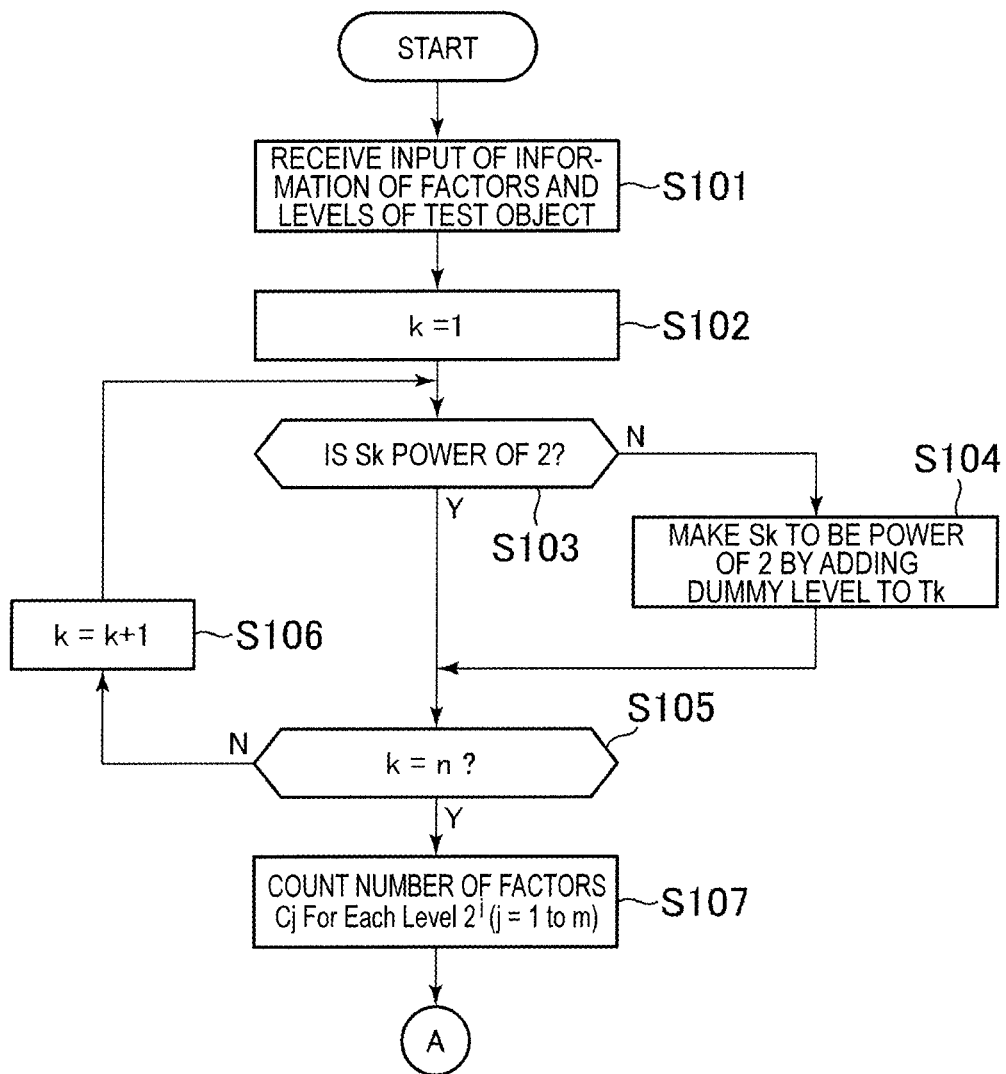 START
RECEIVE INPUT OF INFOR-
MATION OF FACTORS AND
LEVELS OF TEST OBJECT
S101
k =1
S102
IS Sk POWER OF 2?
N
Y
S103
S104
MAKE Sk TO BE POWER
OF 2 BY ADDING
DUMMY LEVEL TO Tk
k = k+1
S106
S105
N
k = n ?
Y
COUNT NUMBER OF FACTORS
Cj For Each Level 2^j (j = 1 to m)
S107
A